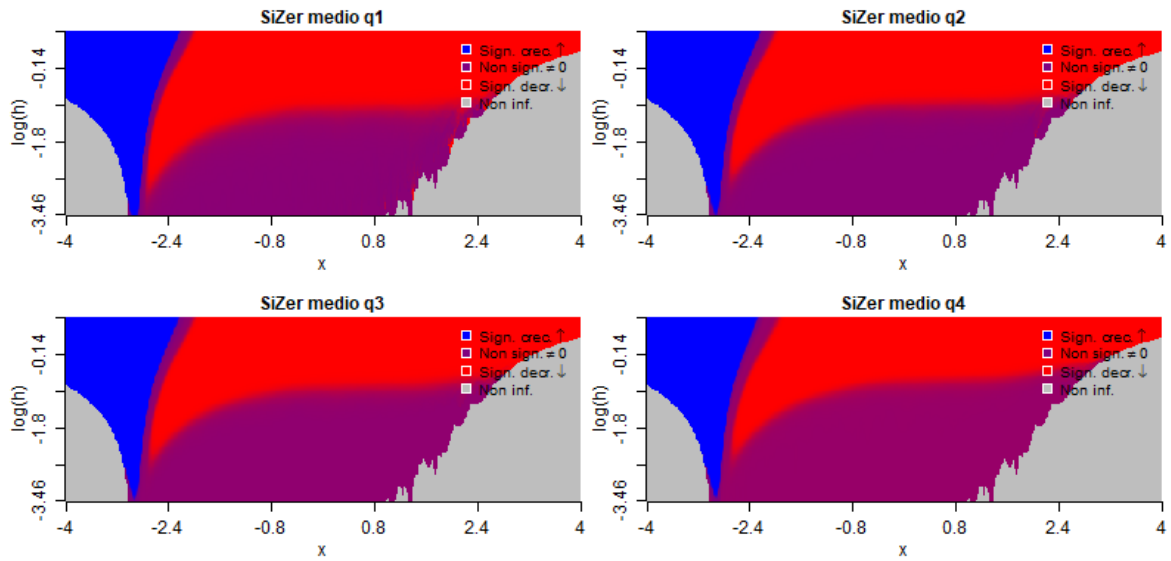 SiZer medio q1
log(h)
-0.14
-1.8
-3.46
Sign. crec.↑
Non sign.≠0
Sign. decr.↓
Non inf.
-4 -2.4 -0.8 0.8 2.4 4
x
SiZer medio q2
log(h)
-0.14
-1.8
-3.46
Sign. crec.↑
Non sign.≠0
Sign. decr.↓
Non inf.
-4 -2.4 -0.8 0.8 2.4 4
x
SiZer medio q3
log(h)
-0.14
-1.8
-3.46
Sign. crec.↑
Non sign.≠0
Sign. decr.↓
Non inf.
-4 -2.4 -0.8 0.8 2.4 4
x
SiZer medio q4
log(h)
-0.14
-1.8
-3.46
Sign. crec.↑
Non sign.≠0
Sign. decr.↓
Non inf.
-4 -2.4 -0.8 0.8 2.4 4
x